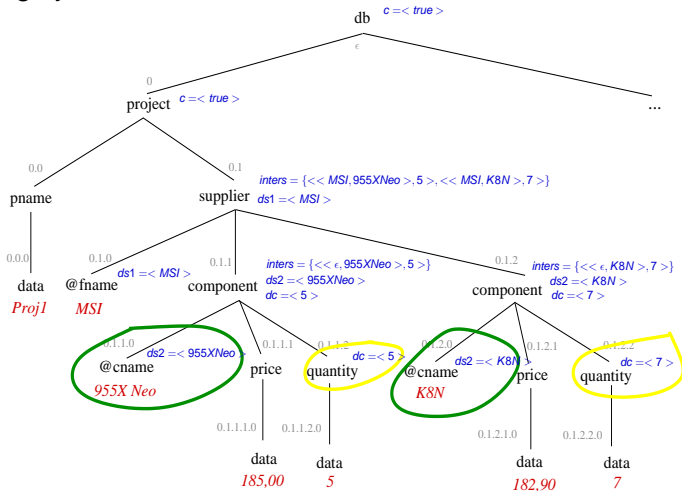 db
c =< true >
ϵ
0
project
c =< true >
...
0.0
0.1
pname
supplier
inters = {<< MSI, 955XNeo >, 5 >, << MSI, K8N >, 7 >}
ds1 =< MSI >
0.0.0
0.1.0
0.1.1
0.1.2
data
@fname
ds1 =< MSI >
component
inters = {<< ϵ, 955XNeo >, 5 >}
ds2 =< 955XNeo >
dc =< 5 >
component
inters = {<< ϵ, K8N >, 7 >}
ds2 =< K8N >
dc =< 7 >
Proj1
MSI
0.1.1.0
0.1.1.1
0.1.1.2
0.1.2.0
0.1.2.1
0.1.2.2
@cname
ds2 =< 955XNeo >
price
quantity
dc =< 5 >
@cname
ds2 =< K8N >
price
quantity
dc =< 7 >
955X Neo
K8N
0.1.1.1.0
0.1.1.2.0
0.1.2.1.0
0.1.2.2.0
data
data
data
data
185,00
5
182,90
7